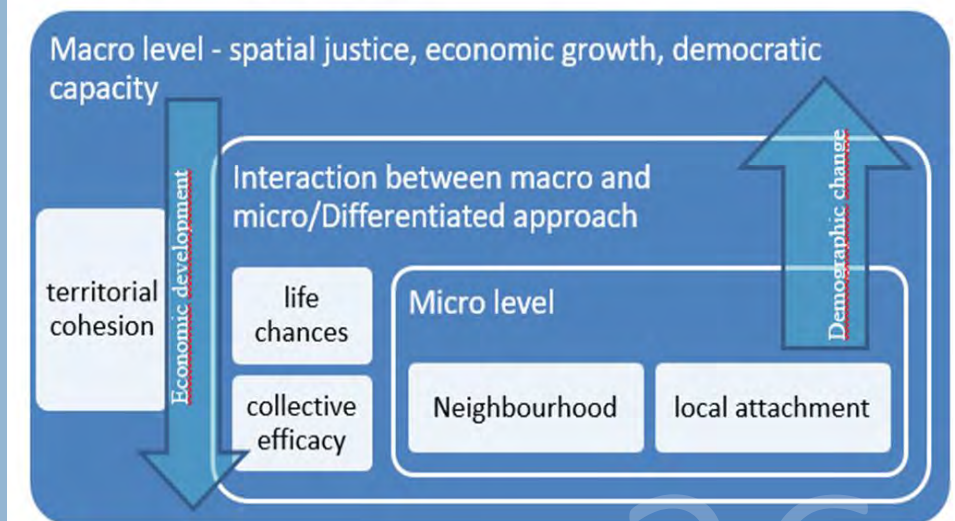 Macro level - spatial justice, economic growth, democratic
capacity
Economic development
territorial
cohesion
Interaction between macro and
micro/Differentiated approach
life
chances
collective
efficacy
Micro level
Neighbourhood
local attachment
Demographic change